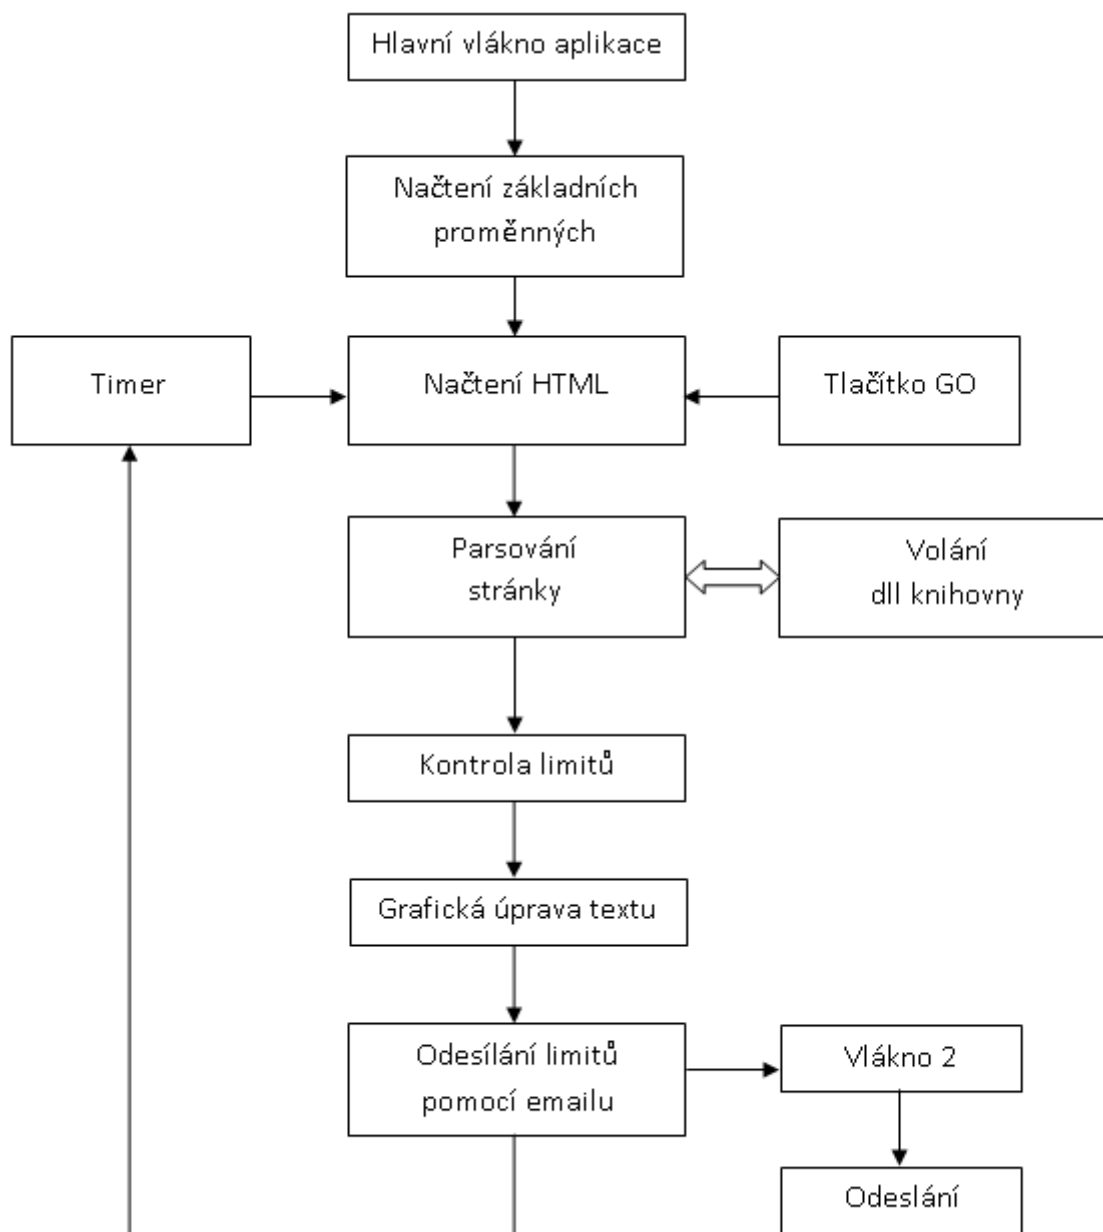 Hlavní vlákno aplikace
Načtení základních
proměnných
Timer
Načtení HTML
Tlačítko GO
Parsování
stránky
Volání
dll knihovny
Kontrola limitů
Grafická úprava textu
Odesílání limitů
pomocí emailu
Vlákno 2
Odeslání